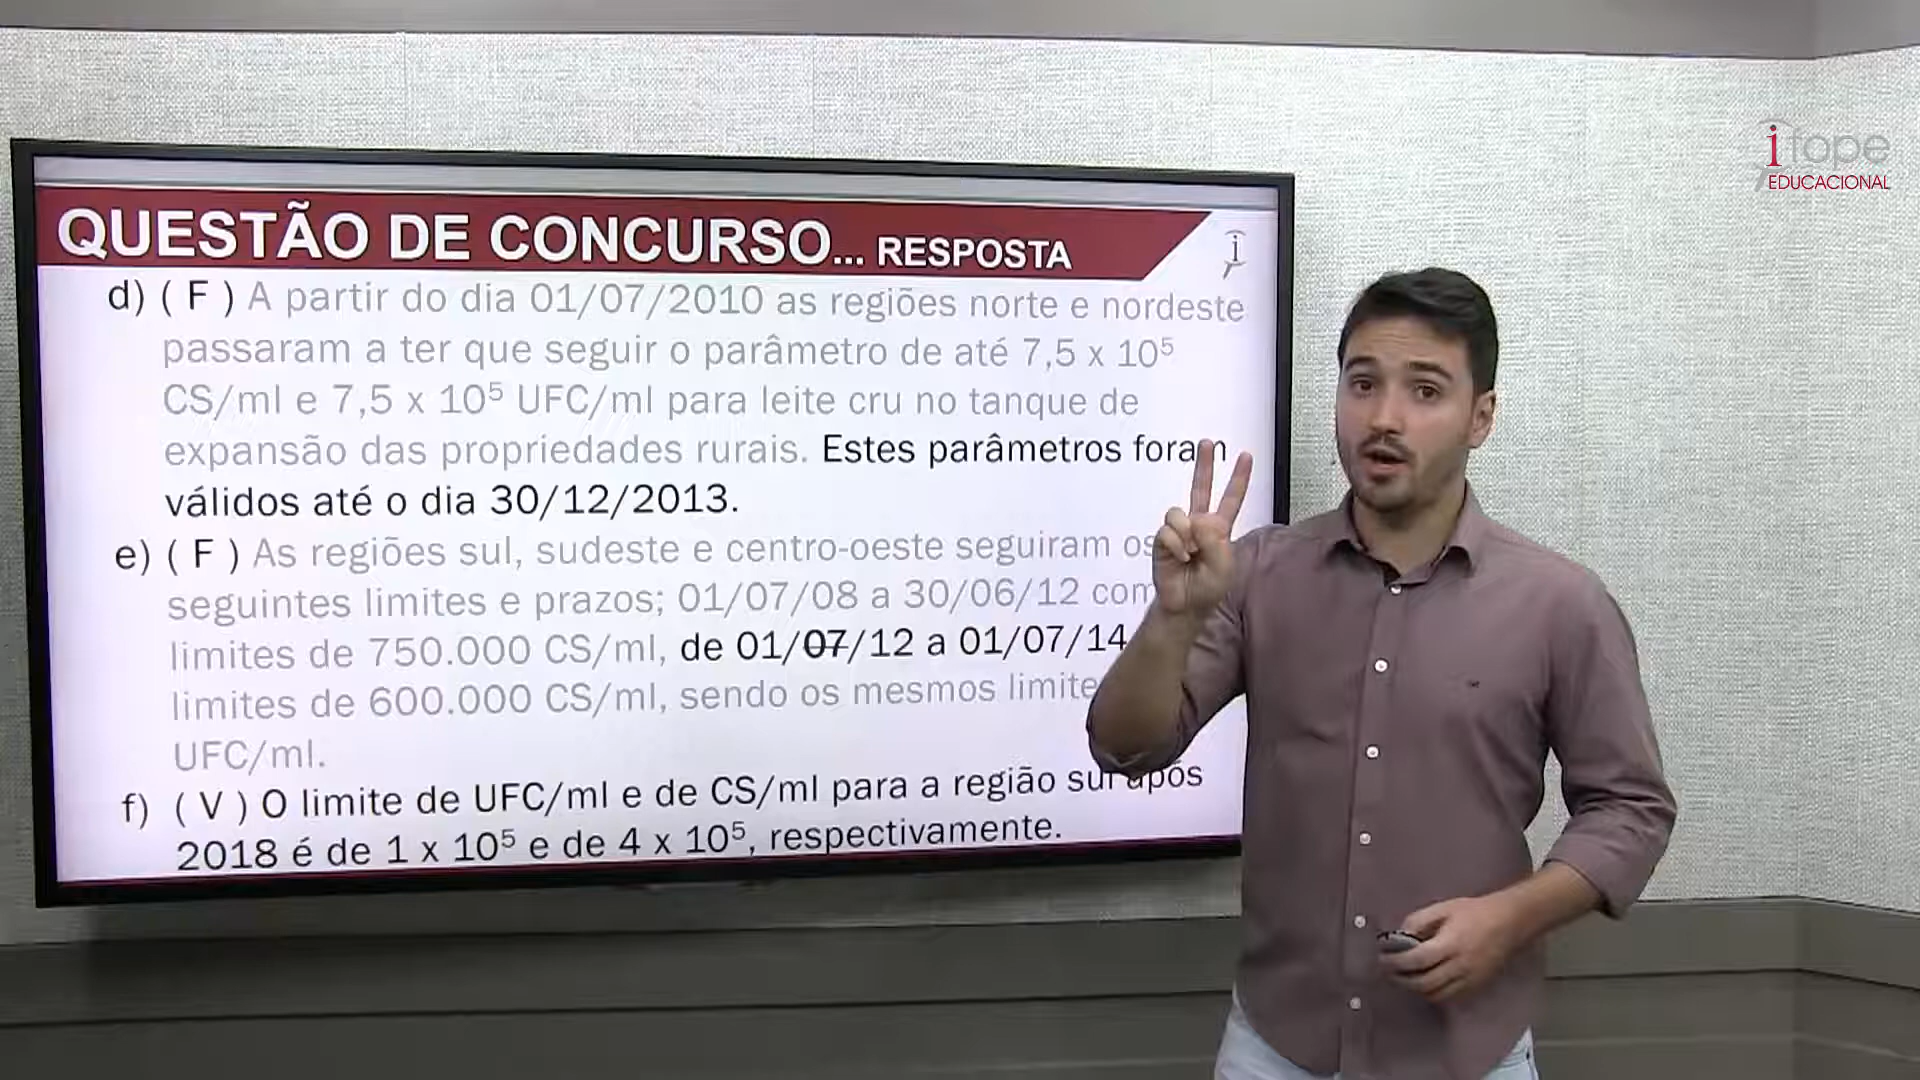 ifope
EDUCACIONAL
QUESTÃO DE CONCURSO... RESPOSTA
i
d) ( F ) A partir do dia 01/07/2010 as regiões norte e nordeste
passaram a ter que seguir o parâmetro de até 7,5 x 10⁵
CS/ml e 7,5 x 10⁵ UFC/ml para leite cru no tanque de
expansão das propriedades rurais. Estes parâmetros foram
válidos até o dia 30/12/2013.
e) ( F ) As regiões sul, sudeste e centro-oeste seguiram os
seguintes limites e prazos; 01/07/08 a 30/06/12 com
limites de 750.000 CS/ml, de 01/07/12 a 01/07/14
limites de 600.000 CS/ml, sendo os mesmos limite
UFC/ml.
f) ( V ) O limite de UFC/ml e de CS/ml para a região sul após
2018 é de 1 x 10⁵ e de 4 x 10⁵, respectivamente.